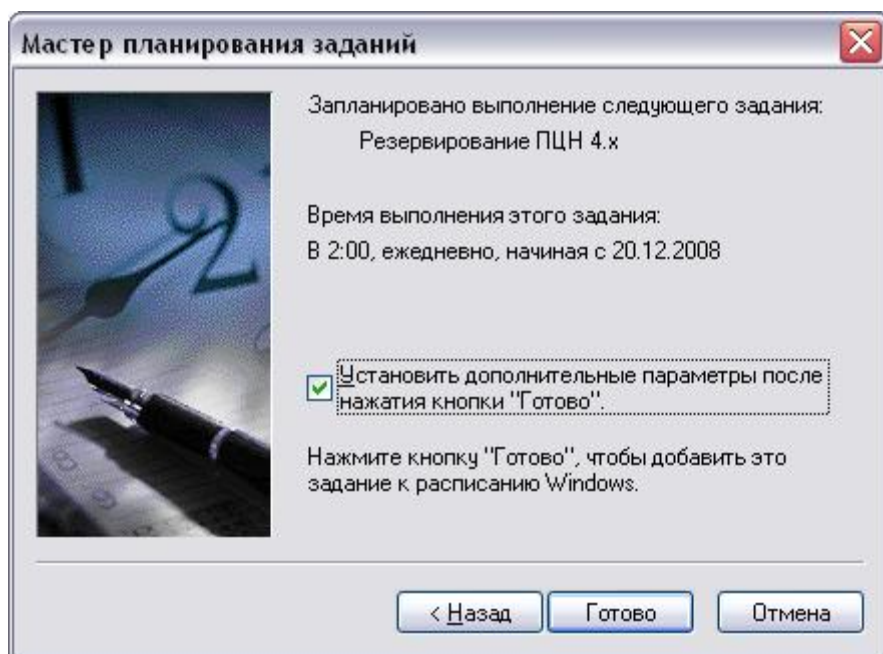 Мастер планирования заданий
Запланировано выполнение следующего задания:
Резервирование ПЦН 4.x
Время выполнения этого задания:
В 2:00, ежедневно, начиная с 20.12.2008
Установить дополнительные параметры после
нажатия кнопки "Готово".
Нажмите кнопку "Готово", чтобы добавить это
задание к расписанию Windows.
< Назад
Готово
Отмена